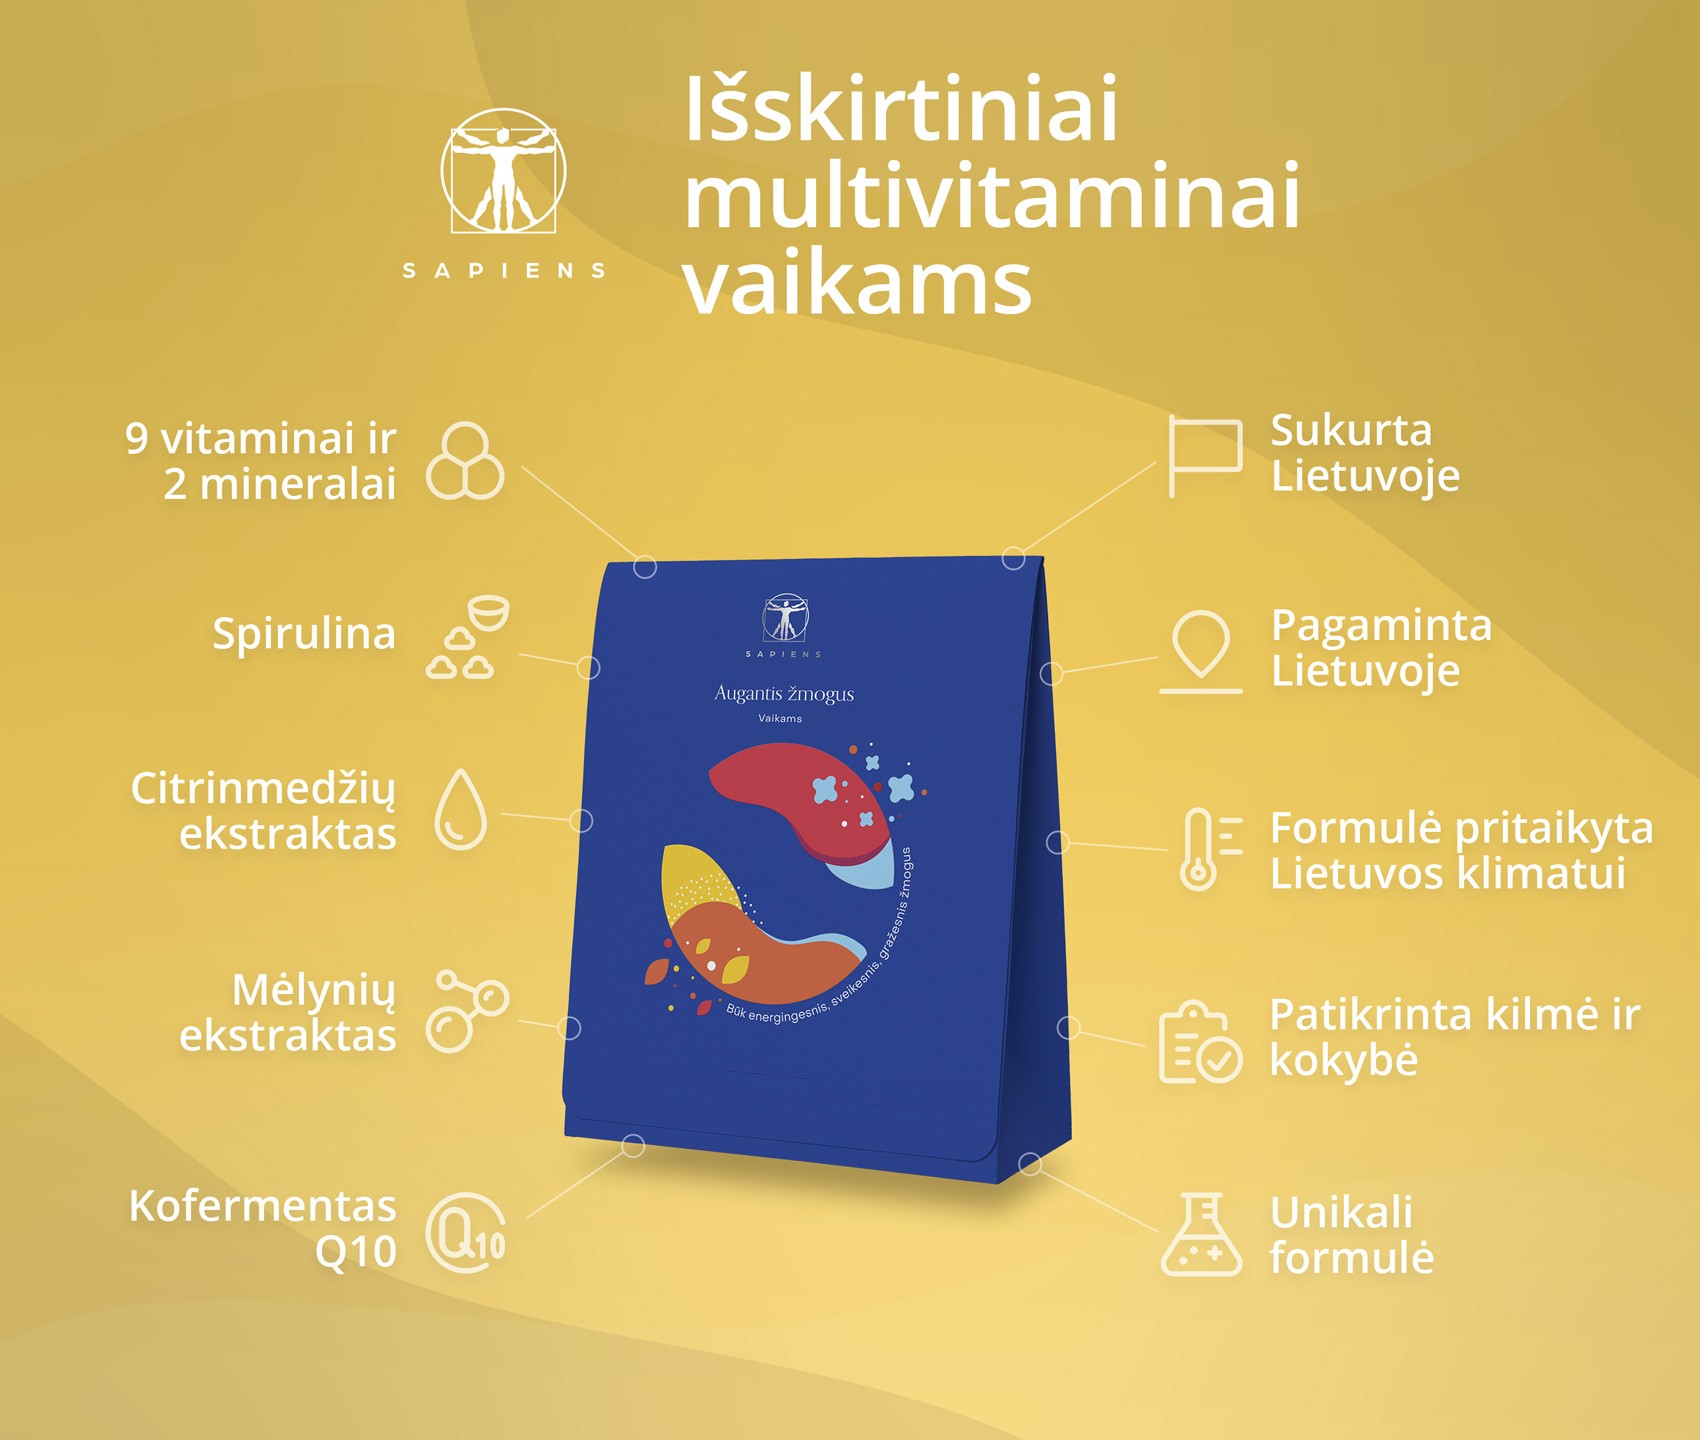 SAPIENS
Išskirtiniai
multivitaminai
vaikams
9 vitaminai ir
2 mineralai
Spirulina
Citrinmedžių
ekstraktas
Mėlynių
ekstraktas
Kofermentas
Q10
Q10
SAPIENS
Augantis žmogus
Vaikams
Būk energingesnis, sveikesnis, gražesnis žmogus
Sukurta
Lietuvoje
Pagaminta
Lietuvoje
Formulė pritaikyta
Lietuvos klimatui
Patikrinta kilmė ir
kokybė
Unikali
formulė